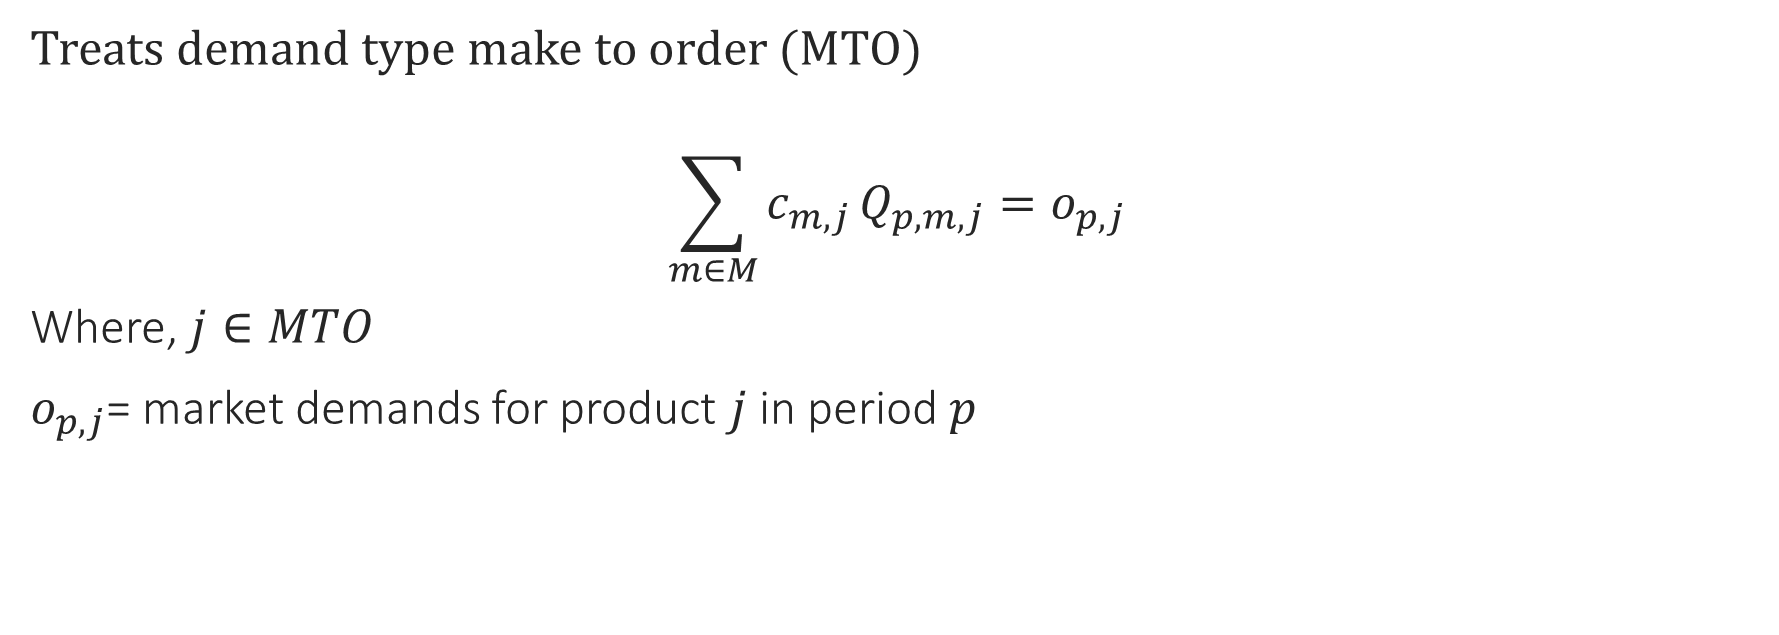 Treats demand type make to order (MTO)
∑_{m∈M} c_{m,j} Q_{p,m,j} = o_{p,j}
Where, j ∈ MTO
o_{p,j}= market demands for product j in period p